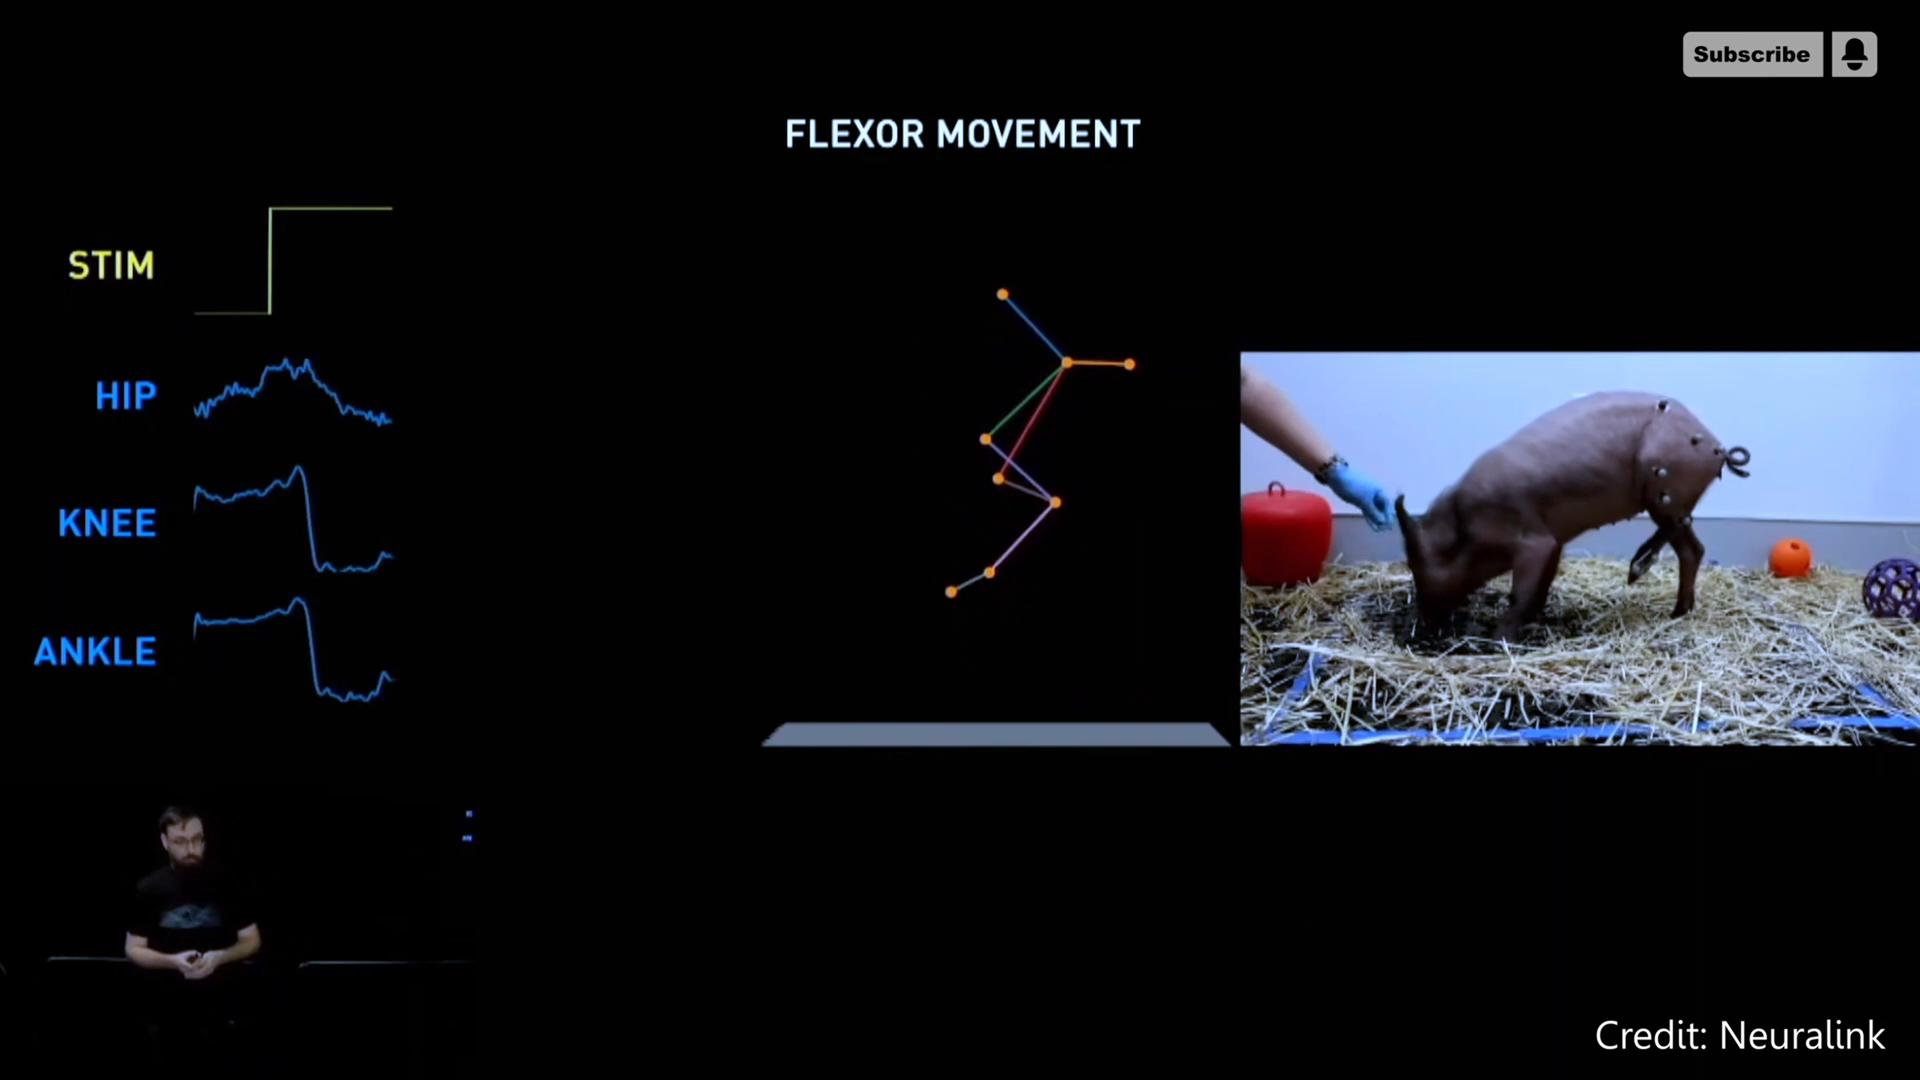 Subscribe
FLEXOR MOVEMENT
STIM
HIP
KNEE
ANKLE
Credit: Neuralink